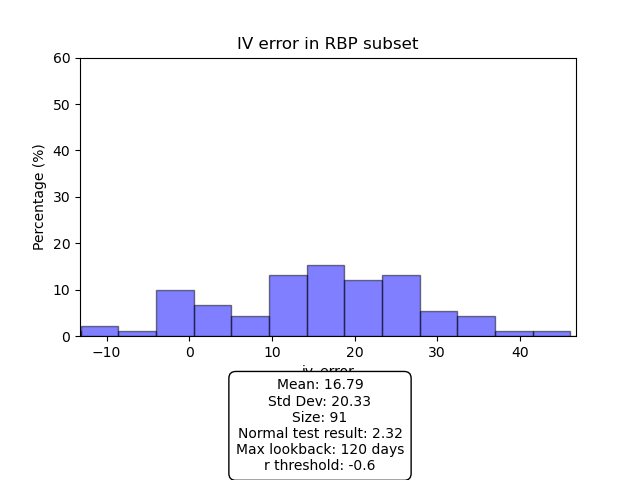 IV error in RBP subset
60
50
40
30
20
10
0
Percentage (%)
−10 0 10 20 30 40
iv_error
Mean: 16.79
Std Dev: 20.33
Size: 91
Normal test result: 2.32
Max lookback: 120 days
r threshold: -0.6